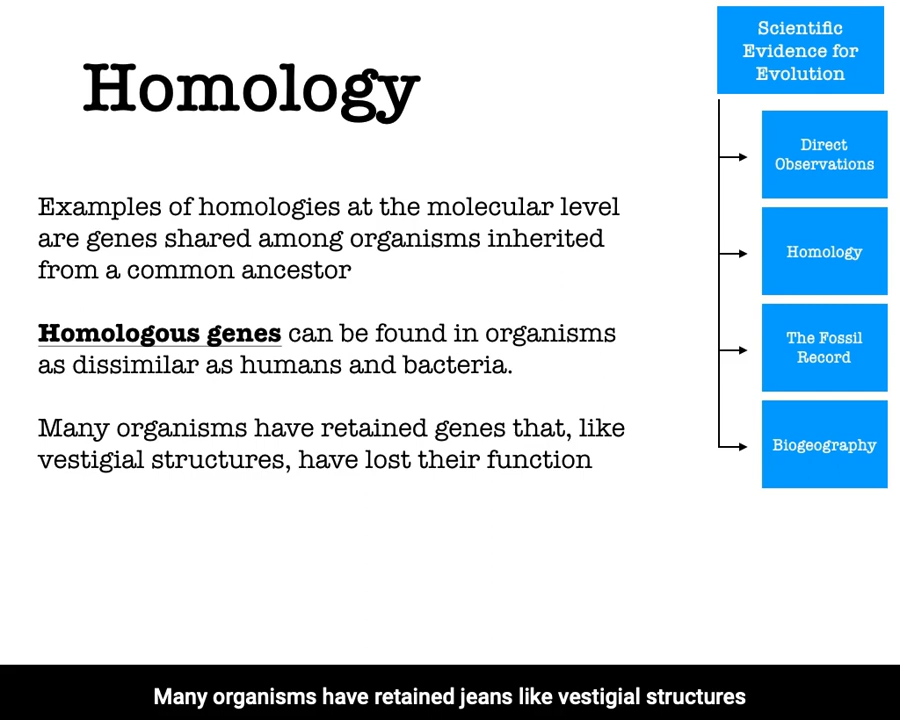 Homology
Examples of homologies at the molecular level
are genes shared among organisms inherited
from a common ancestor
Homologous genes can be found in organisms
as dissimilar as humans and bacteria.
Many organisms have retained genes that, like
vestigial structures, have lost their function
Scientific
Evidence for
Evolution
Direct
Observations
Homology
The Fossil
Record
Biogeography
Many organisms have retained jeans like vestigial structures